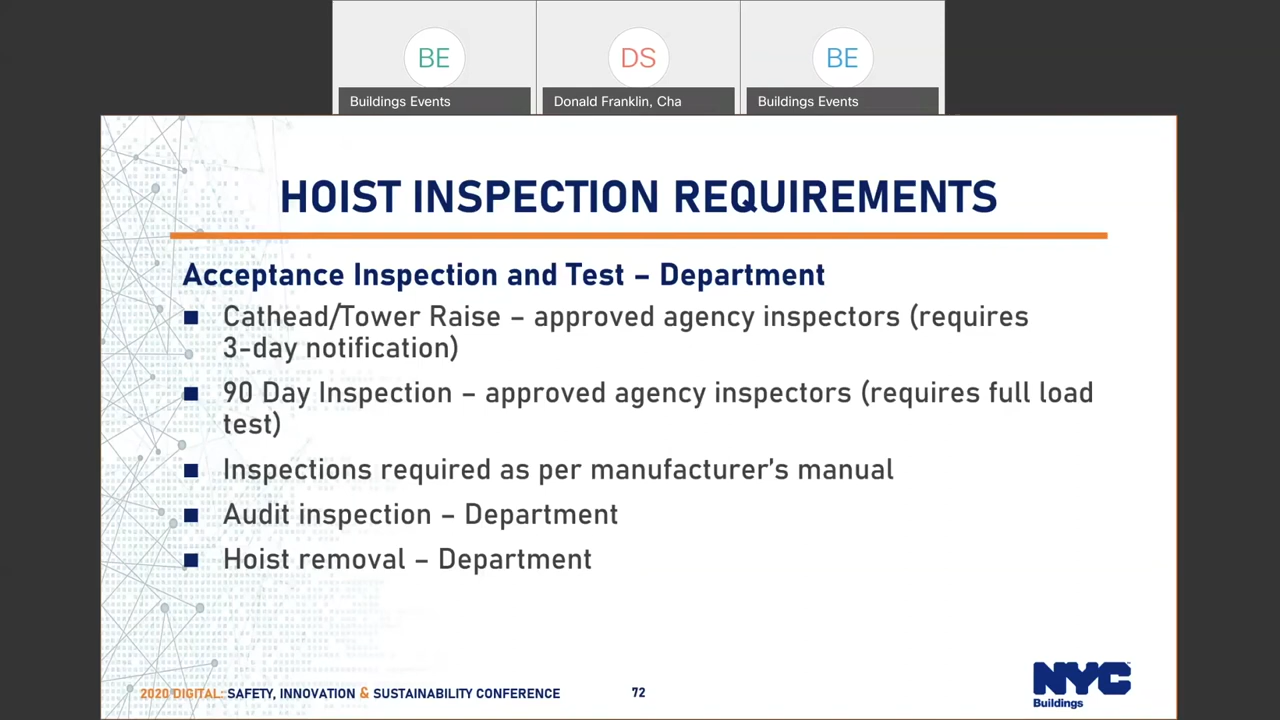 BE
DS
BE
Buildings Events
Donald Franklin, Cha
Buildings Events
HOIST INSPECTION REQUIREMENTS
Acceptance Inspection and Test – Department
■ Cathead/Tower Raise – approved agency inspectors (requires
3-day notification)
■ 90 Day Inspection – approved agency inspectors (requires full load
test)
■ Inspections required as per manufacturer's manual
■ Audit inspection – Department
■ Hoist removal – Department
2020 DIGITAL: SAFETY, INNOVATION & SUSTAINABILITY CONFERENCE
72
NYC
Buildings